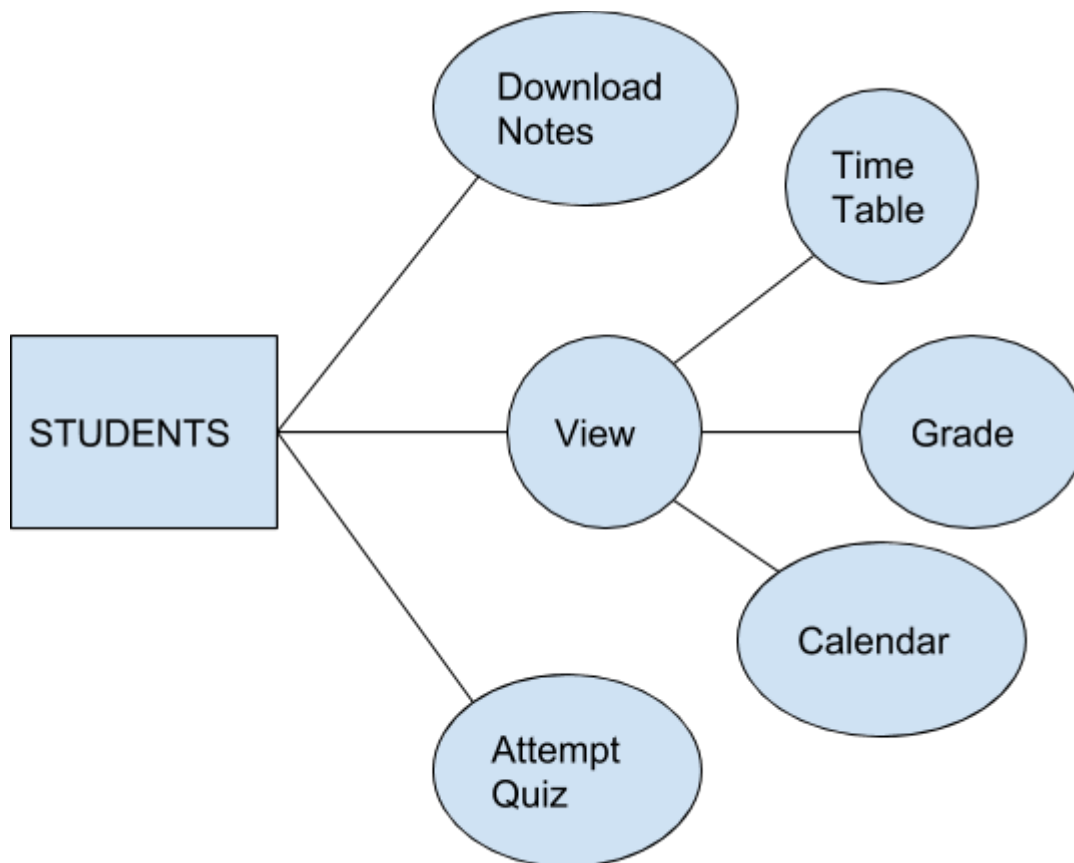 Download
Notes
Time
Table
STUDENTS
View
Grade
Calendar
Attempt
Quiz